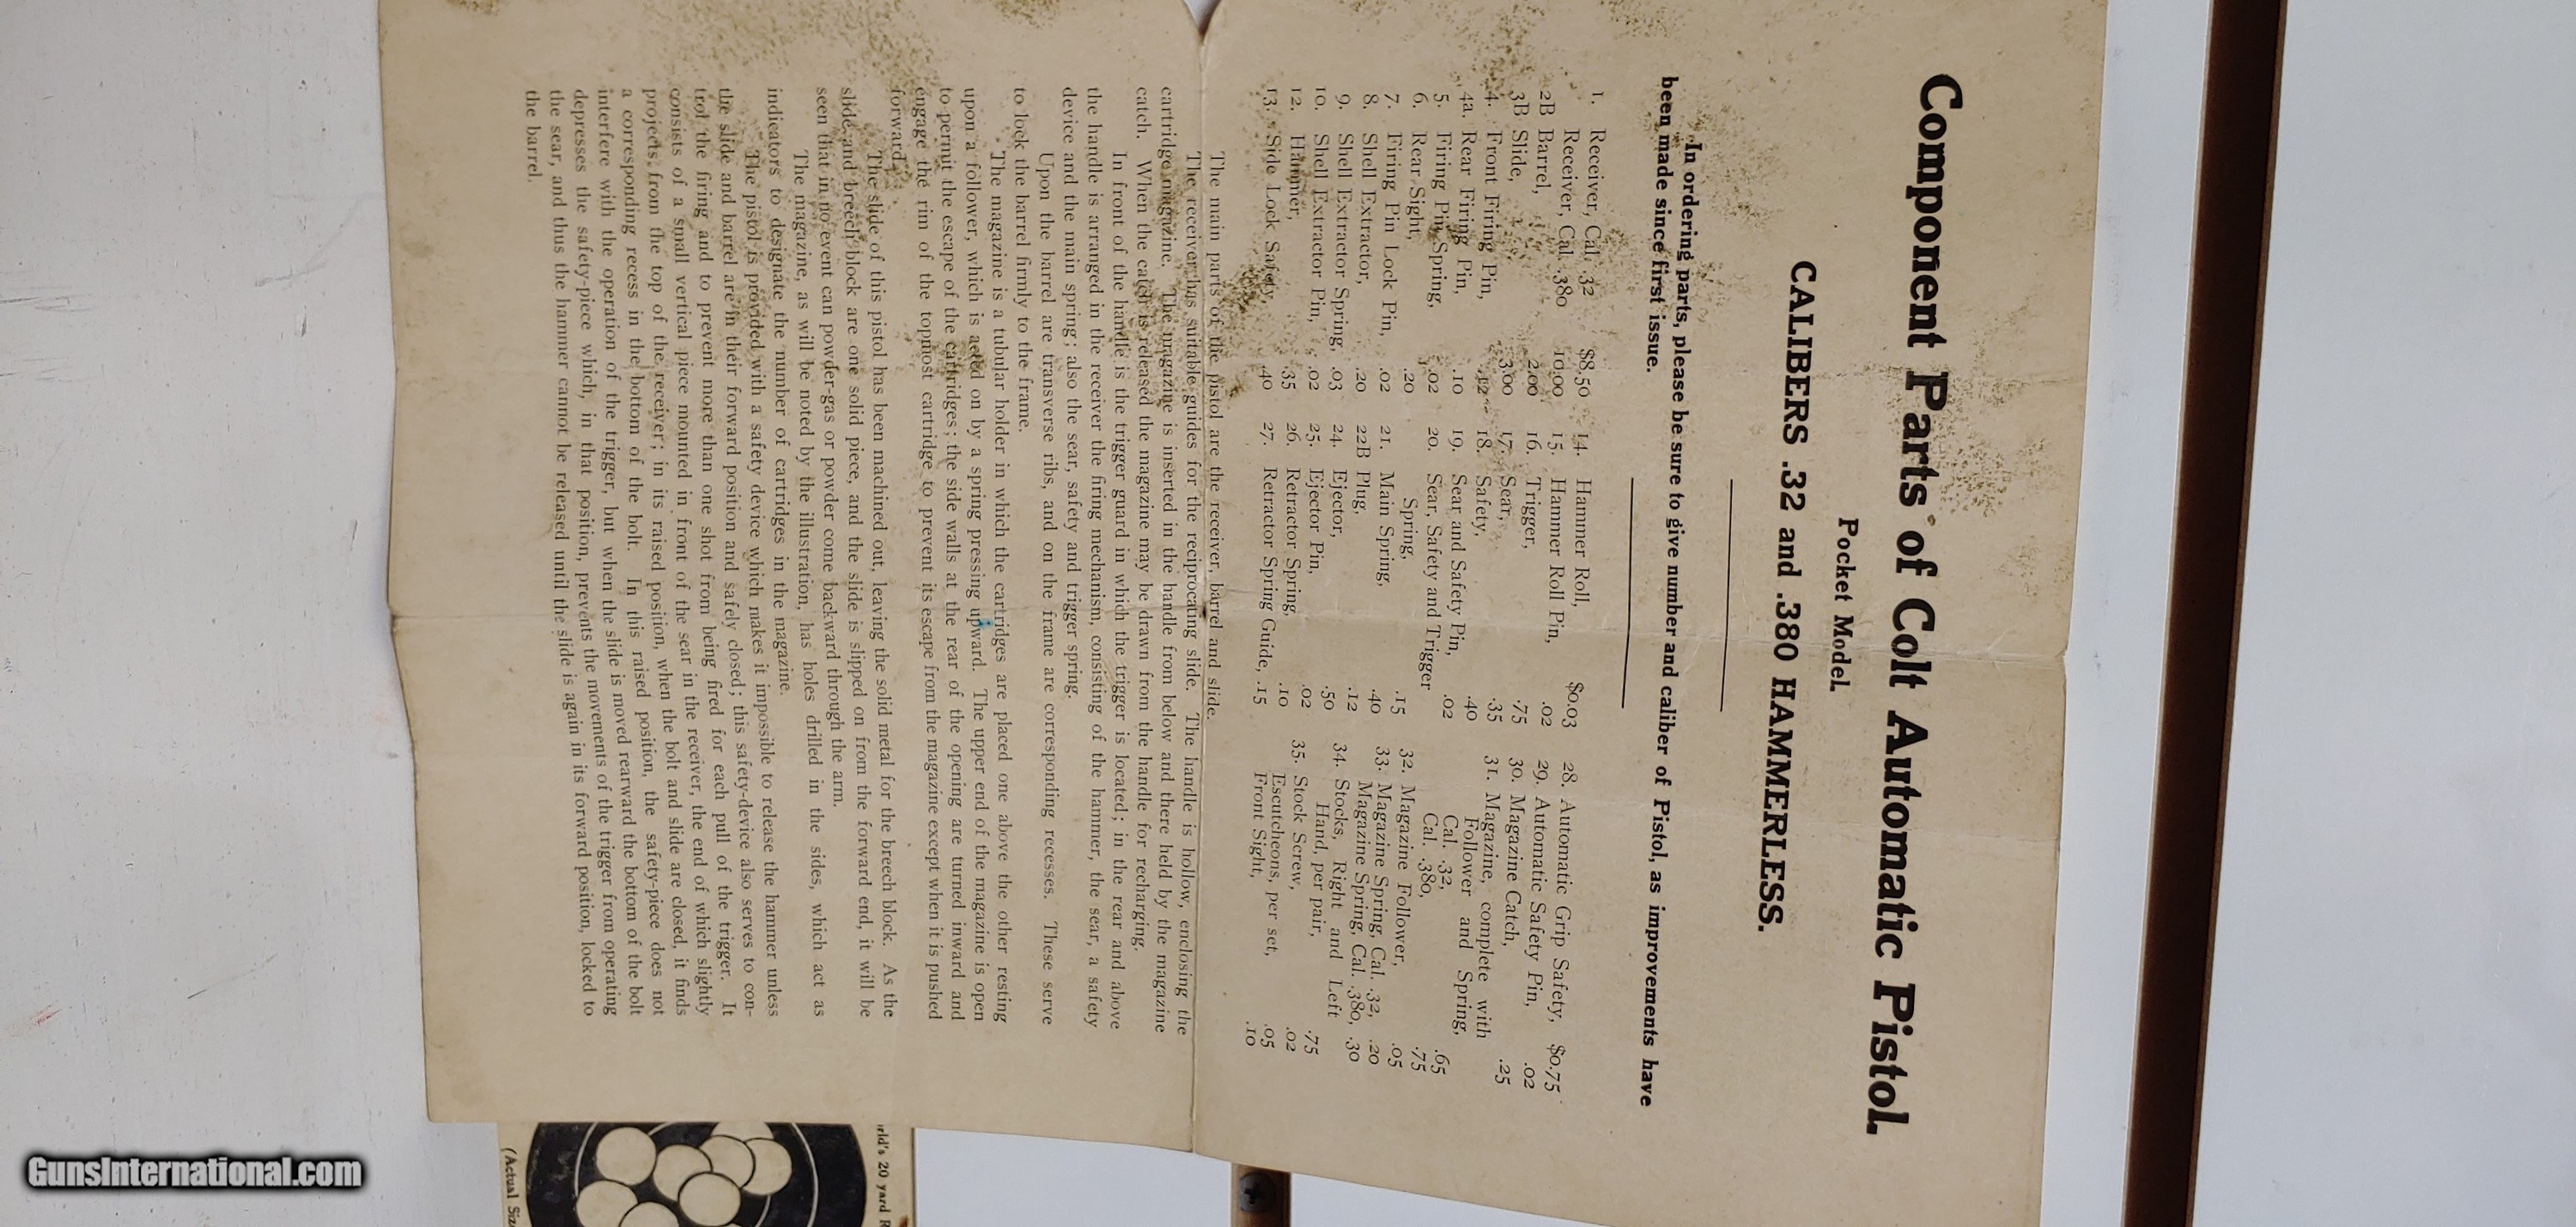 Component Parts of Colt Automatic Pistol.
Pocket Model.
CALIBERS .32 and .380 HAMMERLESS.
In ordering parts, please be sure to give number and caliber of Pistol, as improvements have
been made since first issue.
1. Receiver, Cal. .32 $8.50
Receiver, Cal. .380 10.00
2B Barrel, 2.00
3B Slide, 3.00
4. Front Firing Pin, .12
4a. Rear Firing Pin, .10
5. Firing Pin Spring, .02
6. Rear Sight, .20
7. Firing Pin Lock Pin, .02
8. Shell Extractor, .20
9. Shell Extractor Spring, .03
10. Shell Extractor Pin, .02
12. Hammer, .35
13. Side Lock Safety, .40
14. Hammer Roll, $0.03
15. Hammer Roll Pin, .02
16. Trigger, .75
17. Sear, .35
18. Safety, .40
19. Sear and Safety Pin, .02
20. Sear, Safety and Trigger
Spring, .15
21. Main Spring, .40
22B Plug, .12
24. Ejector, .50
25. Ejector Pin, .02
26. Retractor Spring, .10
27. Retractor Spring Guide, .15
28. Automatic Grip Safety, $0.75
29. Automatic Safety Pin, .02
30. Magazine Catch, .25
31. Magazine, complete with
Follower and Spring,
Cal. .32, .65
Cal. .380, .75
32. Magazine Follower, .05
33. Magazine Spring, Cal. .32, .20
Magazine Spring, Cal. .380, .30
34. Stocks, Right and Left
Hand, per pair, .75
35. Stock Screw, .02
Escutcheons, per set, .05
Front Sight, .10
The main parts of the pistol are the receiver, barrel and slide.
The receiver has suitable guides for the reciprocating slide. The handle is hollow, enclosing the
cartridge magazine. The magazine is inserted in the handle from below and there held by the magazine
catch. When the catch is released the magazine may be drawn from the handle for recharging.
In front of the handle is the trigger guard in which the trigger is located; in the rear and above
the handle is arranged in the receiver the firing mechanism, consisting of the hammer, the sear, a safety
device and the main spring; also the sear, safety and trigger spring.
Upon the barrel are transverse ribs, and on the frame are corresponding recesses. These serve
to lock the barrel firmly to the frame.
The magazine is a tubular holder in which the cartridges are placed one above the other resting
upon a follower, which is acted on by a spring pressing upward. The upper end of the magazine is open
to permit the escape of the cartridges; the side walls at the rear of the opening are turned inward and
engage the rim of the topmost cartridge to prevent its escape from the magazine except when it is pushed
forward.
The slide of this pistol has been machined out, leaving the solid metal for the breech block. As the
slide and breech block are one solid piece, and the slide is slipped on from the forward end, it will be
seen that in no event can powder-gas or powder come backward through the arm.
The magazine, as will be noted by the illustration, has holes drilled in the sides, which act as
indicators to designate the number of cartridges in the magazine.
The pistol is provided with a safety device which makes it impossible to release the hammer unless
the slide and barrel are in their forward position and safely closed; this safety-device also serves to con-
trol the firing and to prevent more than one shot from being fired for each pull of the trigger. It
consists of a small vertical piece mounted in front of the sear in the receiver, the end of which slightly
projects from the top of the receiver; in its raised position, when the bolt and slide are closed, it finds
a corresponding recess in the bottom of the bolt. In this raised position, the safety-piece does not
interfere with the operation of the trigger, but when the slide is moved rearward the bottom of the bolt
depresses the safety-piece which, in that position, prevents the movements of the trigger from operating
the sear, and thus the hammer cannot be released until the slide is again in its forward position, locked to
the barrel.
20 yard
(Actual
GunsInternational.com